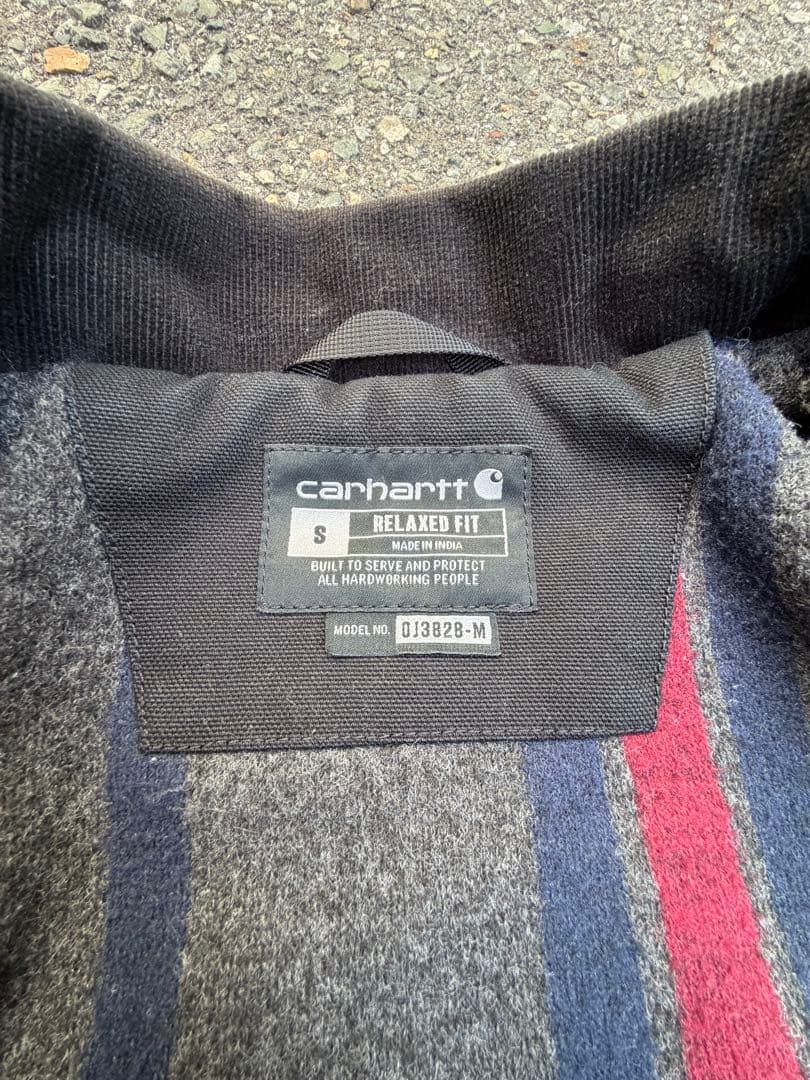 carhartt
S RELAXED FIT
MADE IN INDIA
BUILT TO SERVE AND PROTECT
ALL HARDWORKING PEOPLE
MODEL NO. OJ3828-M